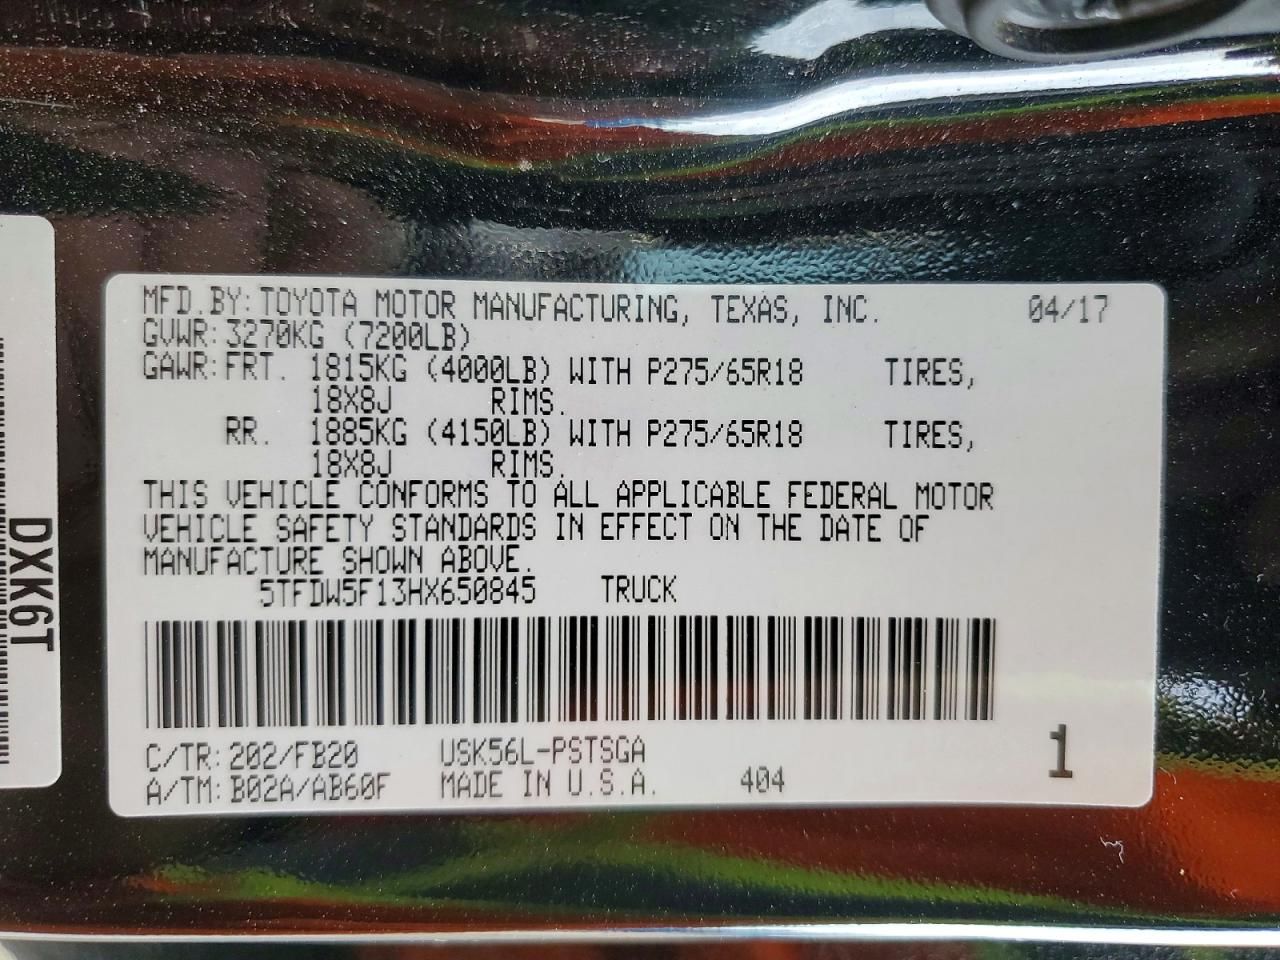 MFD.BY: TOYOTA MOTOR MANUFACTURING, TEXAS, INC. 04/17
GVWR: 3270KG (7200LB)
GAWR: FRT. 1815KG (4000LB) WITH P275/65R18 TIRES,
18X8J RIMS.
RR. 1885KG (4150LB) WITH P275/65R18 TIRES,
18X8J RIMS.
THIS VEHICLE CONFORMS TO ALL APPLICABLE FEDERAL MOTOR
VEHICLE SAFETY STANDARDS IN EFFECT ON THE DATE OF
MANUFACTURE SHOWN ABOVE.
5TFDW5F13HX650845 TRUCK
C/TR: 202/FB20 USK56L-PSTSGA 1
A/TM: B02A/AB60F MADE IN U.S.A. 404
DXK6T